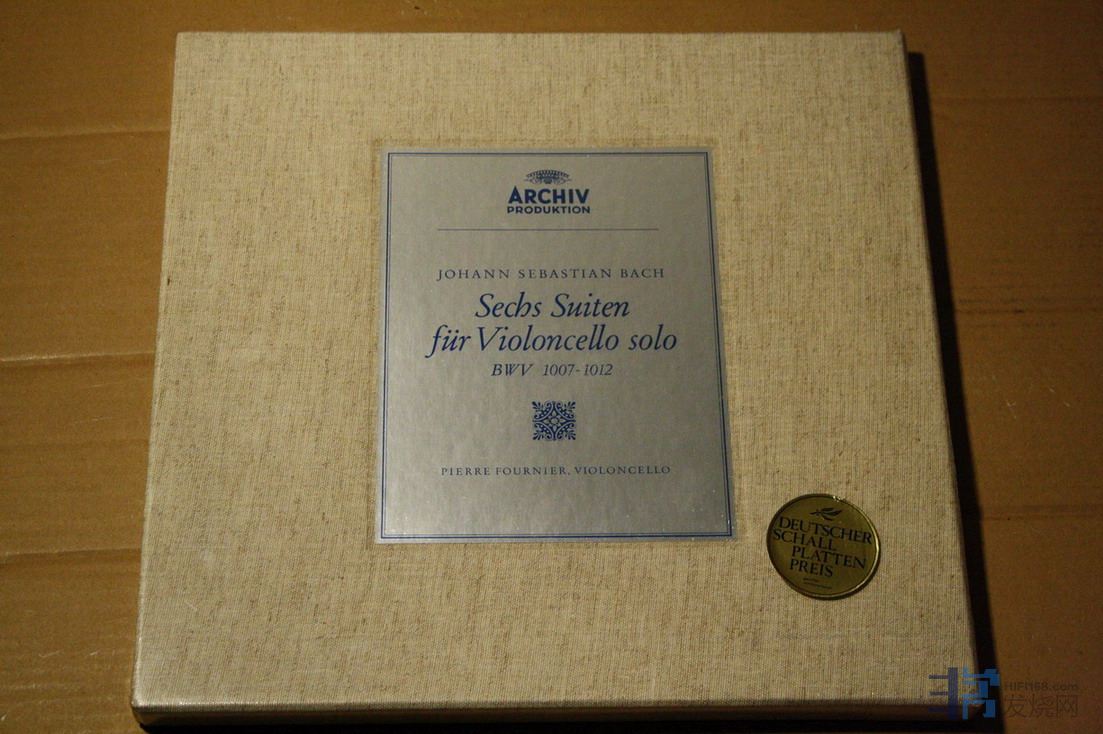 ARCHIV
PRODUKTION
JOHANN SEBASTIAN BACH
Sechs Suiten
für Violoncello solo
BWV 1007-1012
PIERRE FOURNIER, VIOLONCELLO
DEUTSCHER
SCHALL
PLATTEN
PREIS
HIFI168.com
发烧网